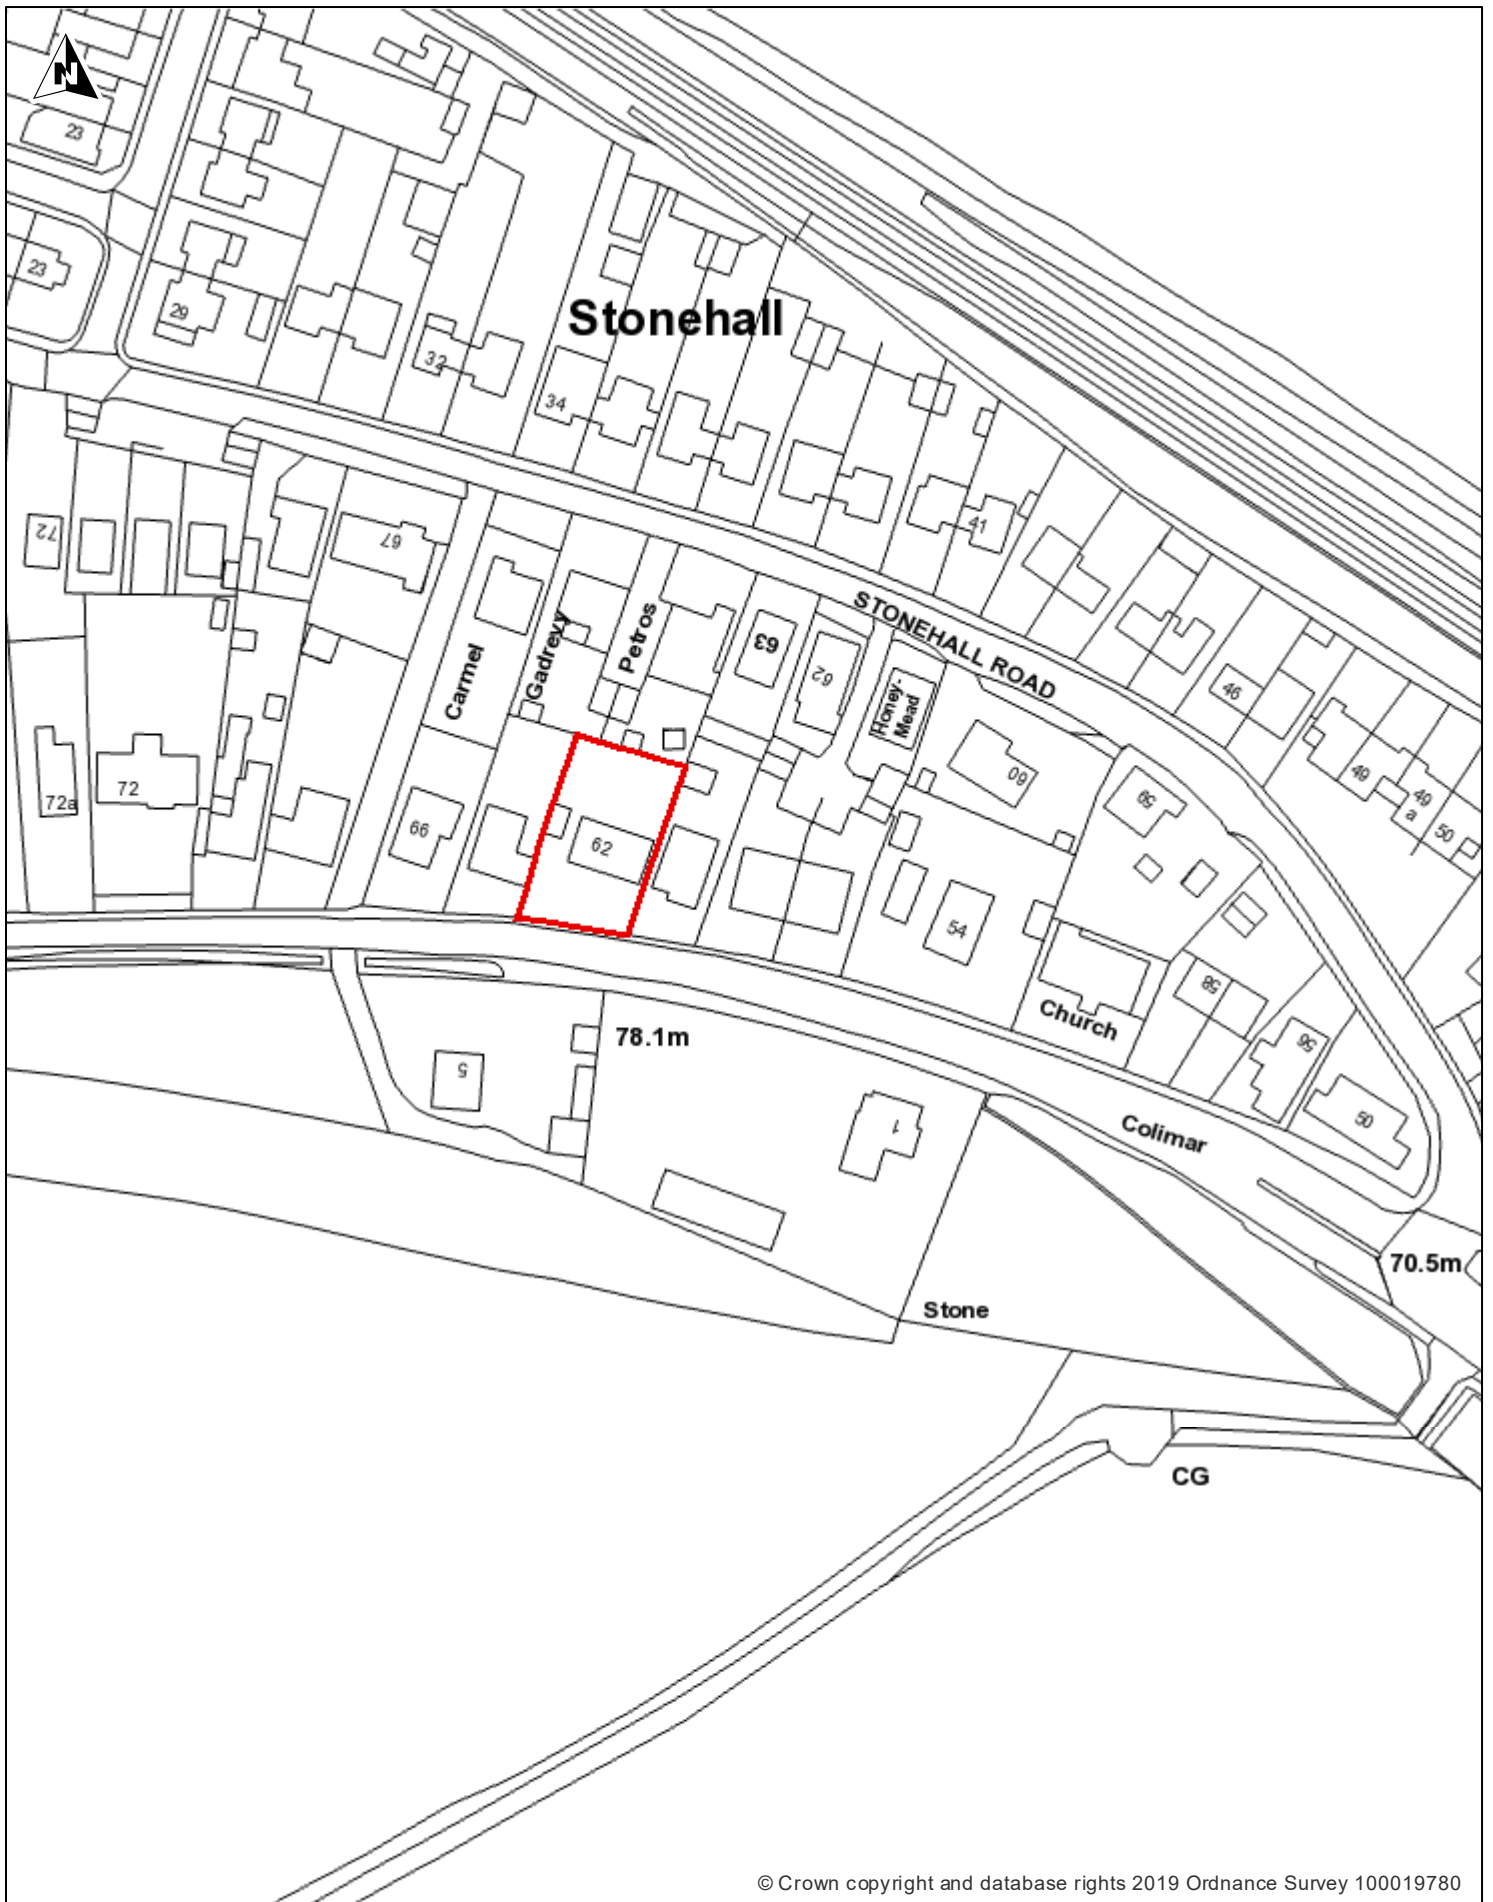 N
23
23
29
Stonehall
32
34
41
72
67
STONEHALL ROAD
Carmel
Gadrevy
Petros
63
62
Honey-
Mead
46
60
59
49
49
a
50
72a
72
66
62
54
58
Church
56
50
78.1m
5
1
Colimar
70.5m
Stone
CG
© Crown copyright and database rights 2019 Ordnance Survey 100019780